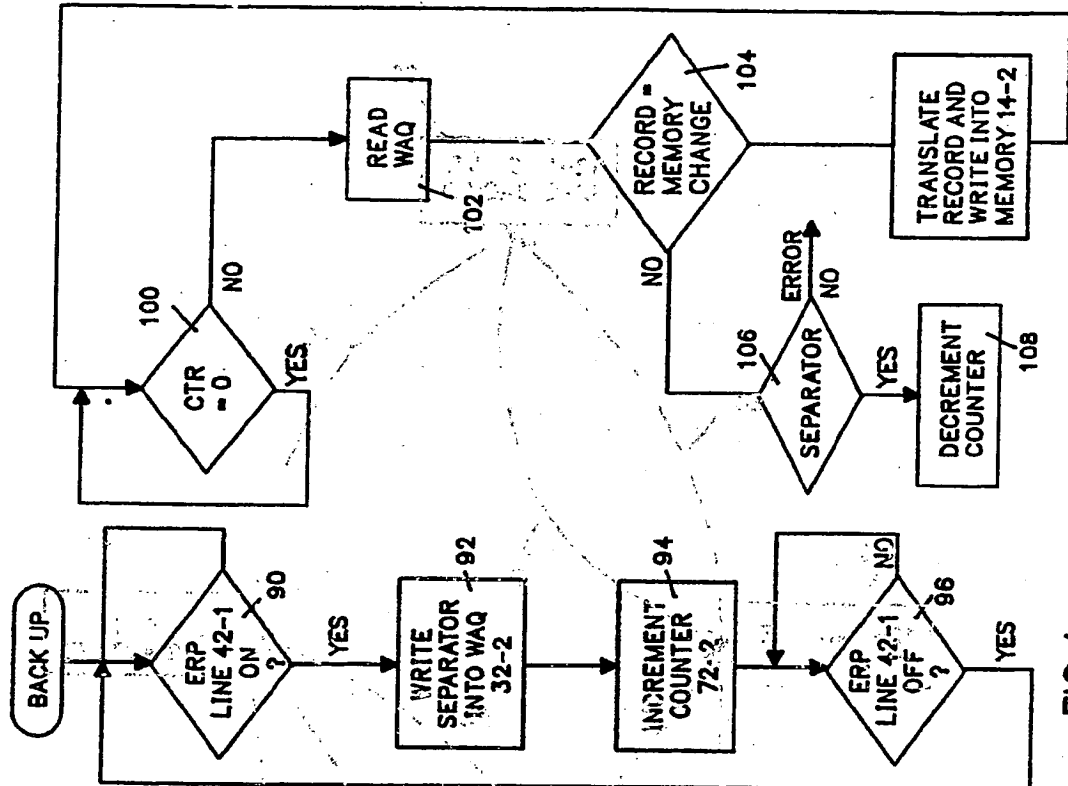 BACK UP
ERP
LINE 42-1
ON
?
90
YES
WRITE
SEPARATOR
INTO WAQ
32-2
92
INCREMENT
COUNTER
72-2
94
ERP
LINE 42-1
OFF
?
96
NO
YES
CTR
= 0
100
NO
YES
READ
WAQ
102
RECORD =
MEMORY
CHANGE
104
NO
SEPARATOR
106
ERROR
NO
YES
DECREMENT
COUNTER
108
TRANSLATE
RECORD AND
WRITE INTO
MEMORY 14-2